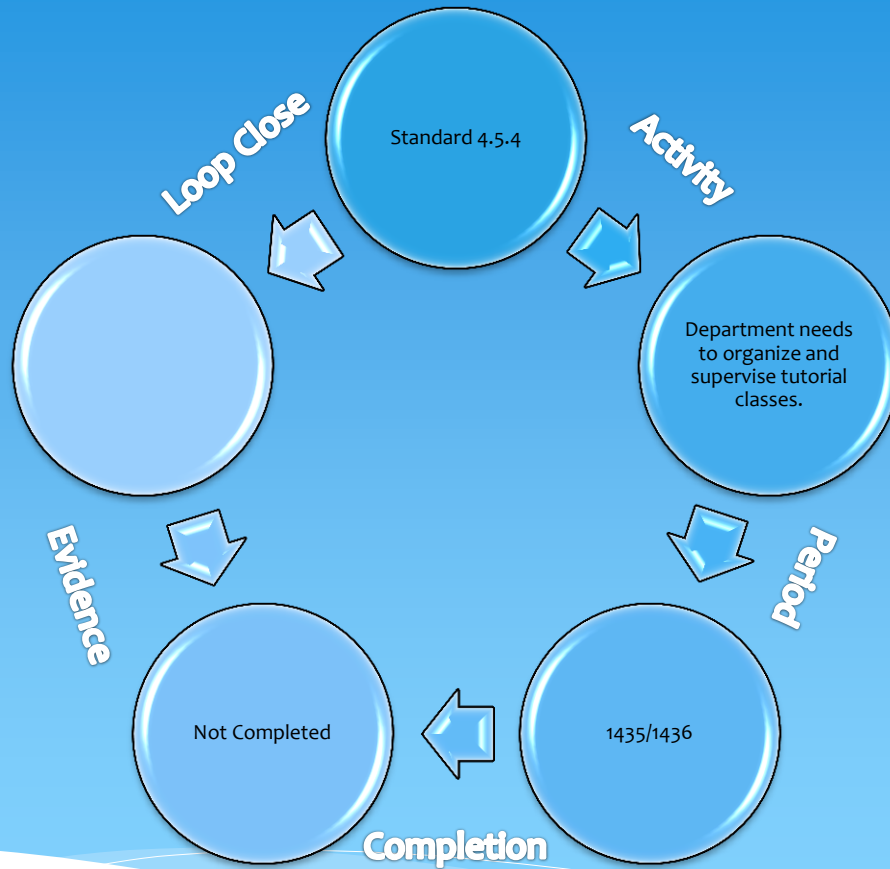 Standard 4.5.4
Activity
Department needs
to organize and
supervise tutorial
classes.
Period
1435/1436
Completion
Not Completed
Evidence
Loop Close